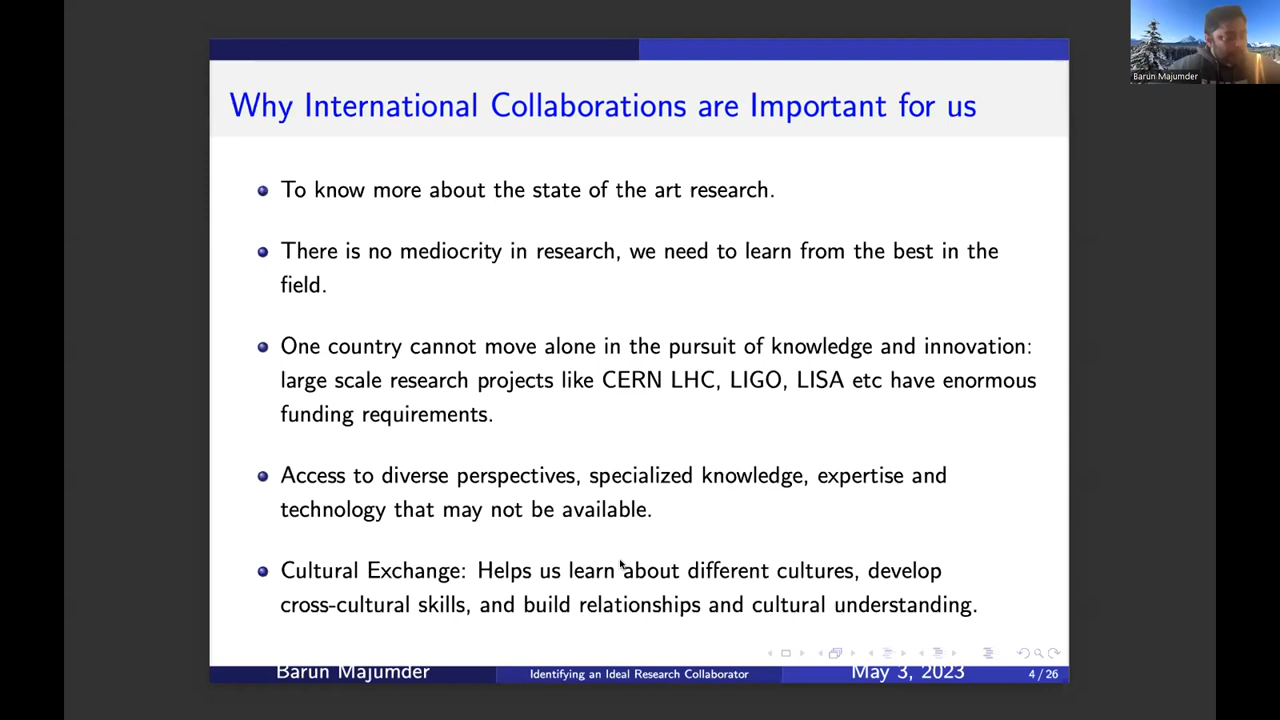 Barun Majumder
Why International Collaborations are Important for us
To know more about the state of the art research.
There is no mediocrity in research, we need to learn from the best in the
field.
One country cannot move alone in the pursuit of knowledge and innovation:
large scale research projects like CERN LHC, LIGO, LISA etc have enormous
funding requirements.
Access to diverse perspectives, specialized knowledge, expertise and
technology that may not be available.
Cultural Exchange: Helps us learn about different cultures, develop
cross-cultural skills, and build relationships and cultural understanding.
Barun Majumder Identifying an Ideal Research Collaborator May 3, 2023 4 / 26